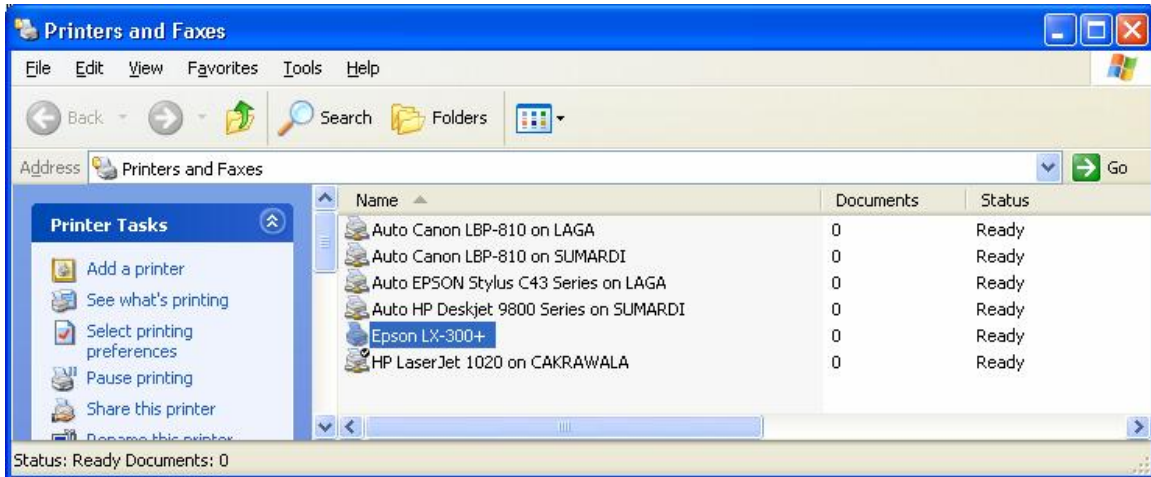 Printers and Faxes
File Edit View Favorites Tools Help
Back Search Folders
Address Printers and Faxes Go
Printer Tasks
Add a printer
See what's printing
Select printing
preferences
Pause printing
Share this printer
Rename this printer
Name Documents Status
Auto Canon LBP-810 on LAGA 0 Ready
Auto Canon LBP-810 on SUMARDI 0 Ready
Auto EPSON Stylus C43 Series on LAGA 0 Ready
Auto HP Deskjet 9800 Series on SUMARDI 0 Ready
Epson LX-300+ 0 Ready
HP LaserJet 1020 on CAKRAWALA 0 Ready
Status: Ready Documents: 0